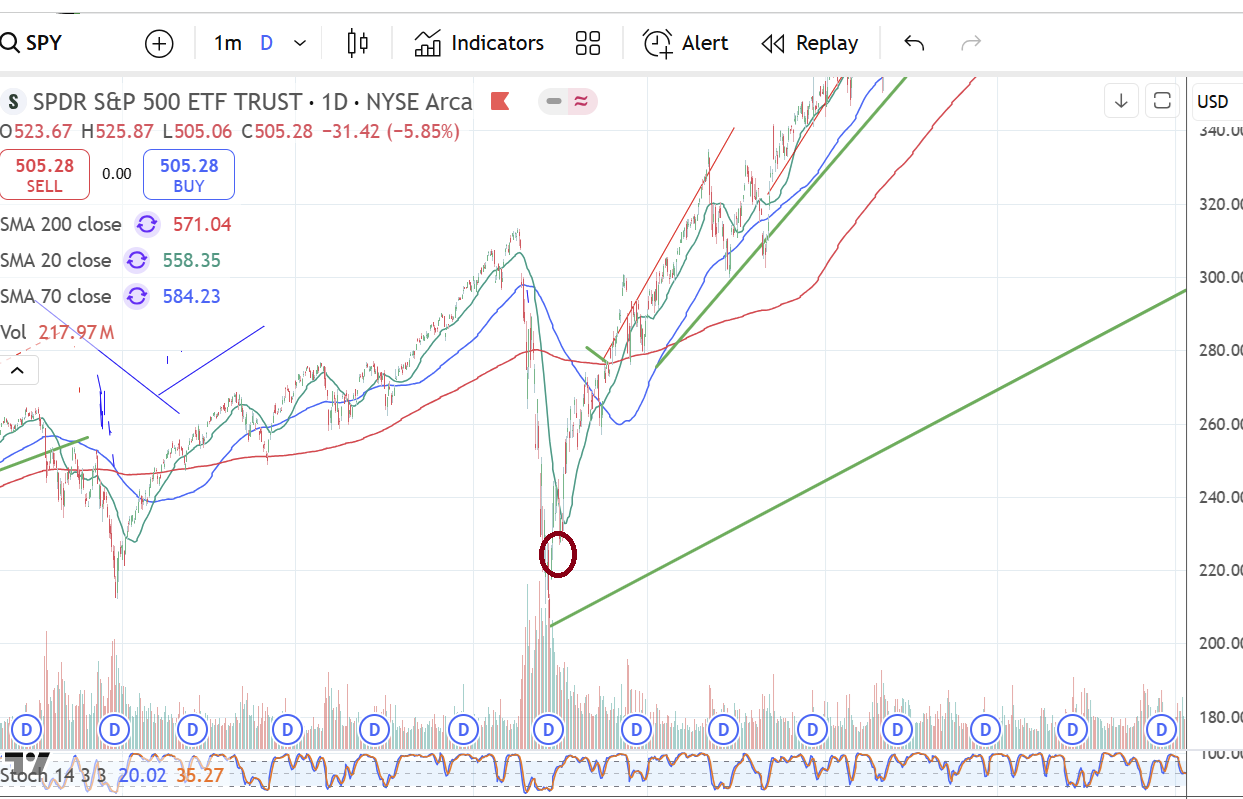 SPY 1m D Indicators Alert Replay
S SPDR S&P 500 ETF TRUST · 1D · NYSE Arca USD
O523.67 H525.87 L505.06 C505.28 −31.42 (−5.85%)
505.28 SELL 0.00 505.28 BUY
SMA 200 close 571.04
SMA 20 close 558.35
SMA 70 close 584.23
Vol 217.97M
340.00
320.00
300.00
280.00
260.00
240.00
220.00
200.00
180.00
D D D D D D D D D D D D D D
100.00
Stoch 14 3 3 20.02 35.27